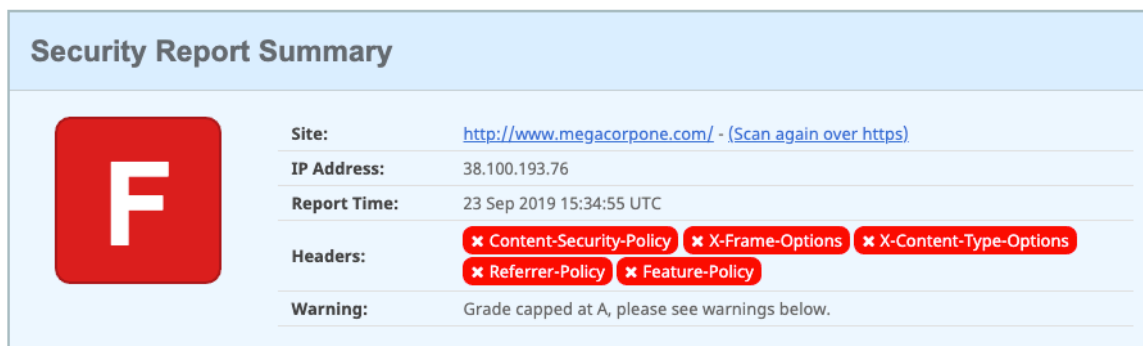 Security Report Summary
F
Site: http://www.megacorpone.com/ - (Scan again over https)
IP Address: 38.100.193.76
Report Time: 23 Sep 2019 15:34:55 UTC
Headers: ✖ Content-Security-Policy ✖ X-Frame-Options ✖ X-Content-Type-Options
✖ Referrer-Policy ✖ Feature-Policy
Warning: Grade capped at A, please see warnings below.